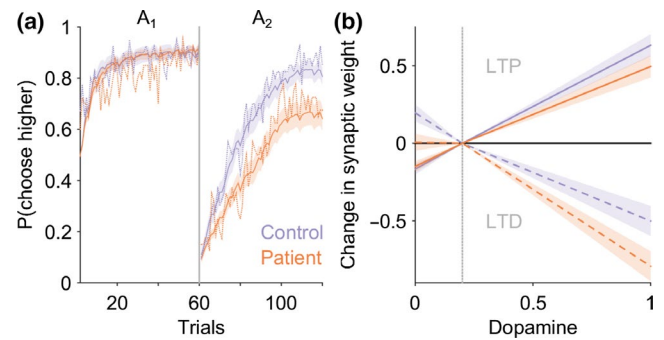 (a)
A1
A2
P(choose higher)
1
0.8
0.6
0.4
0.2
0
20
60
100
Trials
Control
Patient
(b)
Change in synaptic weight
0.5
0
−0.5
LTP
LTD
0
0.5
1
Dopamine